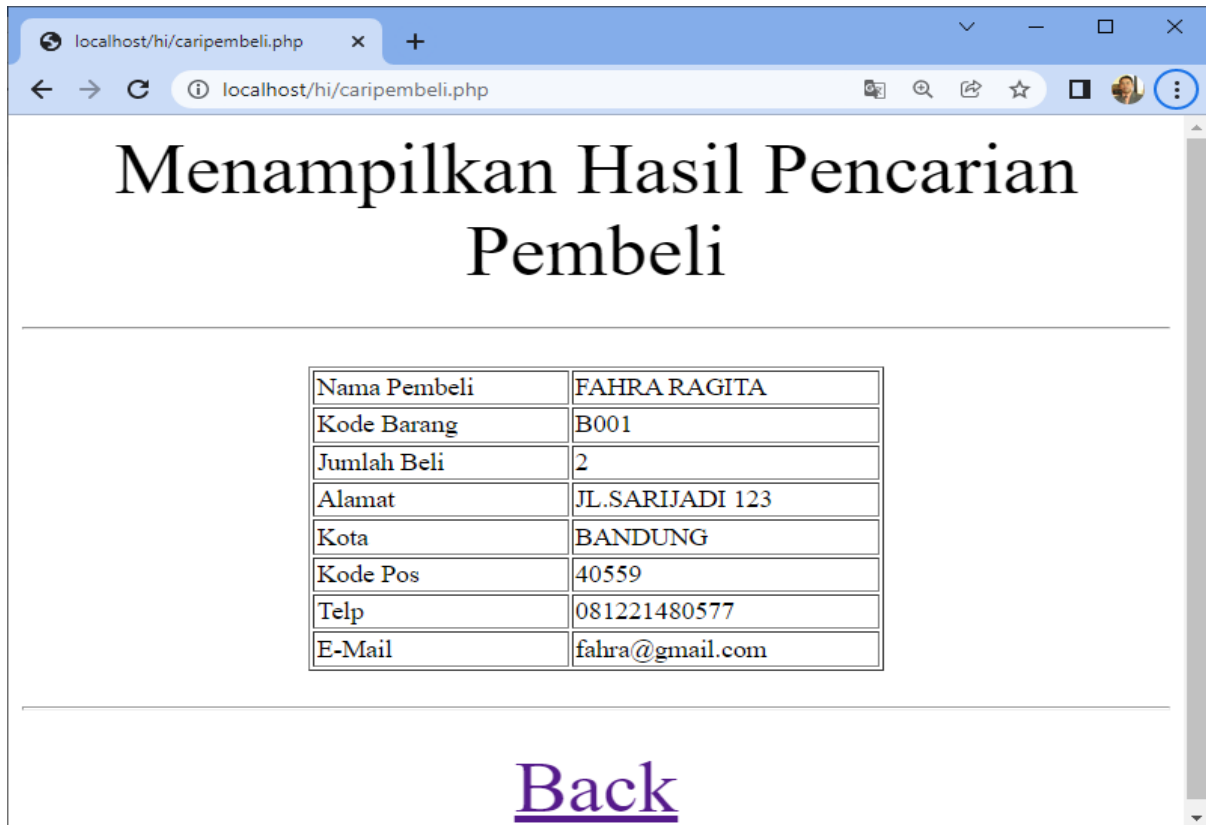 localhost/hi/caripembeli.php
localhost/hi/caripembeli.php
Menampilkan Hasil Pencarian
Pembeli
Nama Pembeli FAHRA RAGITA
Kode Barang B001
Jumlah Beli 2
Alamat JL.SARIJADI 123
Kota BANDUNG
Kode Pos 40559
Telp 081221480577
E-Mail fahra@gmail.com
Back